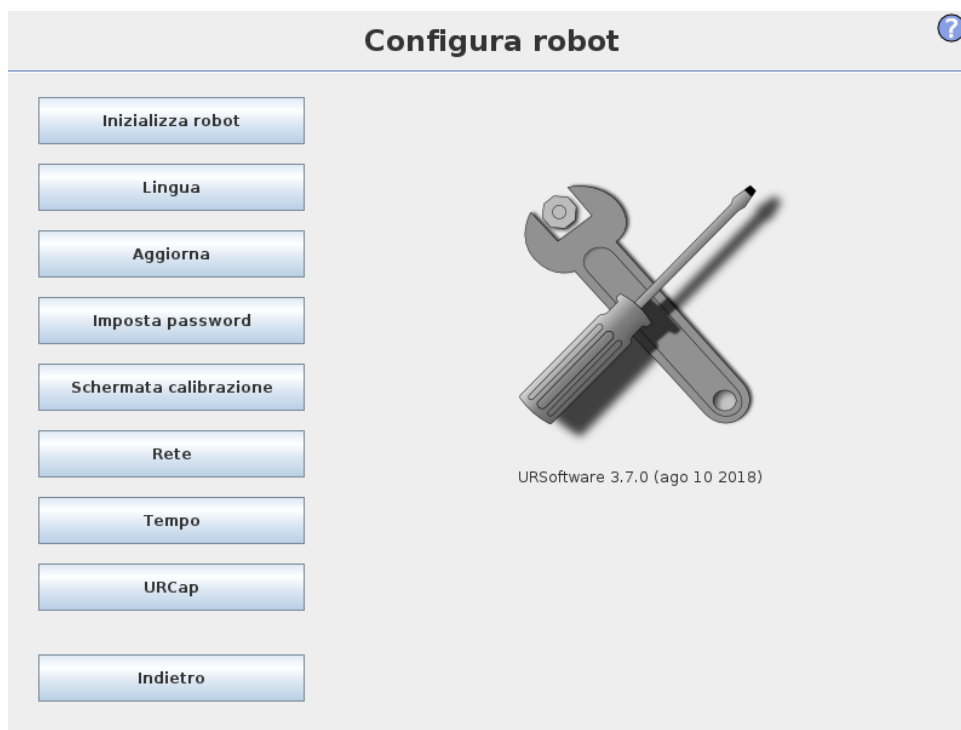 Configura robot
?
Inizializza robot
Lingua
Aggiorna
Imposta password
Schermata calibrazione
Rete
Tempo
URCap
Indietro
URSoftware 3.7.0 (ago 10 2018)